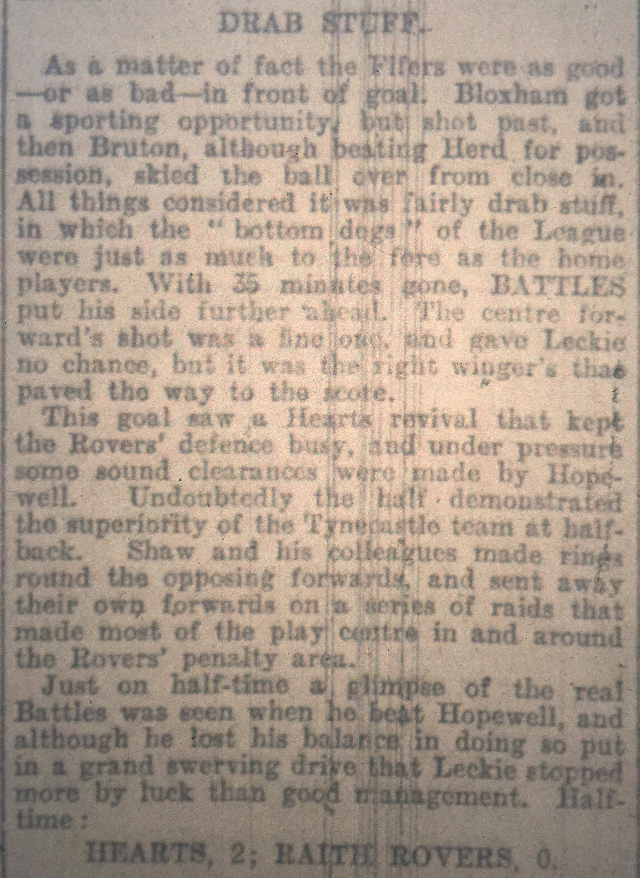 DRAB STUFF.
As a matter of fact the Fifers were as good
—or as bad—in front of goal. Bloxham got
a sporting opportunity, but shot past, and
then Bruton, although beating Herd for pos-
session, skied the ball over from close in.
All things considered it was fairly drab stuff,
in which the "bottom dogs" of the League
were just as much to the fore as the home
players. With 35 minutes gone, BATTLES
put his side further ahead. The centre for-
ward's shot was a fine one, and gave Leckie
no chance, but it was the right winger's that
paved the way to the score.
This goal saw a Hearts revival that kept
the Rovers' defence busy, and under pressure
some sound clearances were made by Hope-
well. Undoubtedly the half demonstrated
the superiority of the Tynecastle team at half-
back. Shaw and his colleagues made rings
round the opposing forwards, and sent away
their own forwards on a series of raids that
made most of the play centre in and around
the Rovers' penalty area.
Just on half-time a glimpse of the real
Battles was seen when he beat Hopewell, and
although he lost his balance in doing so put
in a grand swerving drive that Leckie stopped
more by luck than good management. Half-
time:
HEARTS, 2; RAITH ROVERS, 0.